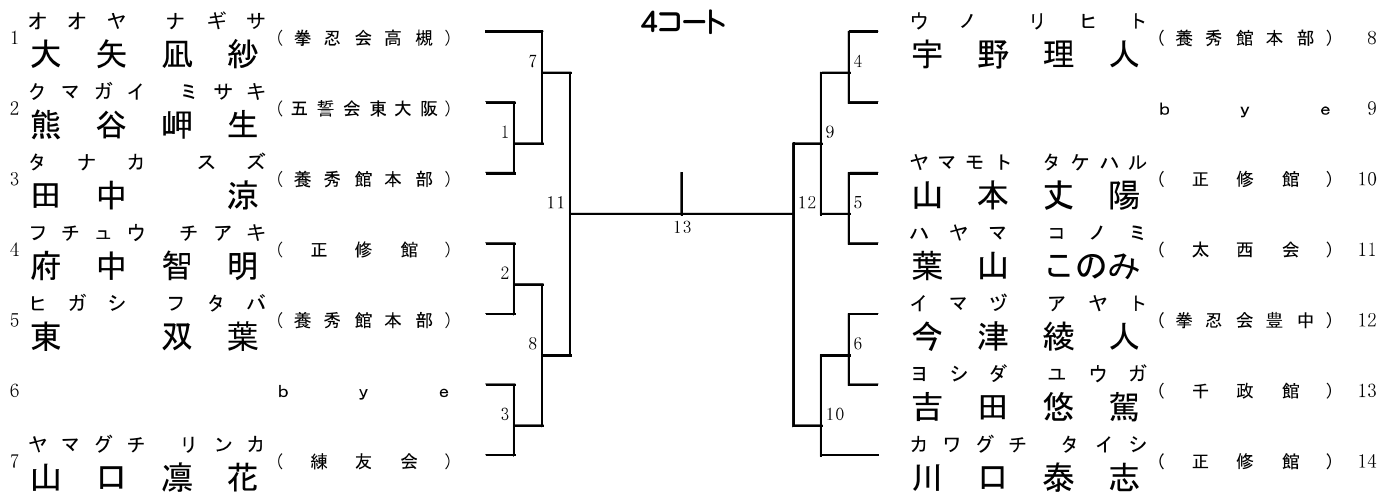 4コート
オオヤ ナギサ
1 大矢凪紗 (拳忍会高槻)
クマガイ ミサキ
2 熊谷岬生 (五誓会東大阪)
タナカ スズ
3 田中 涼 (養秀館本部)
フチュウ チアキ
4 府中智明 (正修館)
ヒガシ フタバ
5 東 双葉 (養秀館本部)
6 bye
ヤマグチ リンカ
7 山口凛花 (練友会)
7
1
11
2
8
3
13
4
9
12
5
6
10
ウノ リヒト
宇野理人 (養秀館本部) 8
bye 9
ヤマモト タケハル
山本丈陽 (正修館) 10
ハヤマ コノミ
葉山このみ (太西会) 11
イマヅ アヤト
今津綾人 (拳忍会豊中) 12
ヨシダ ユウガ
吉田悠駕 (千政館) 13
カワグチ タイシ
川口泰志 (正修館) 14